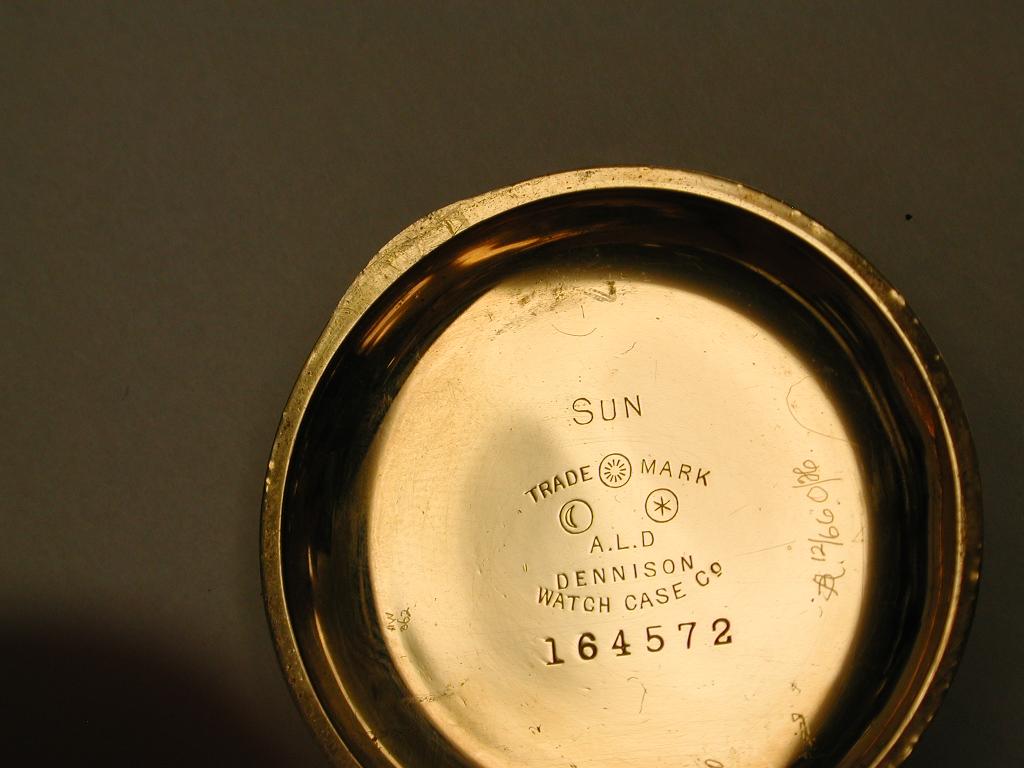 SUN
TRADE MARK
A.L.D
DENNISON
WATCH CASE Co
164572